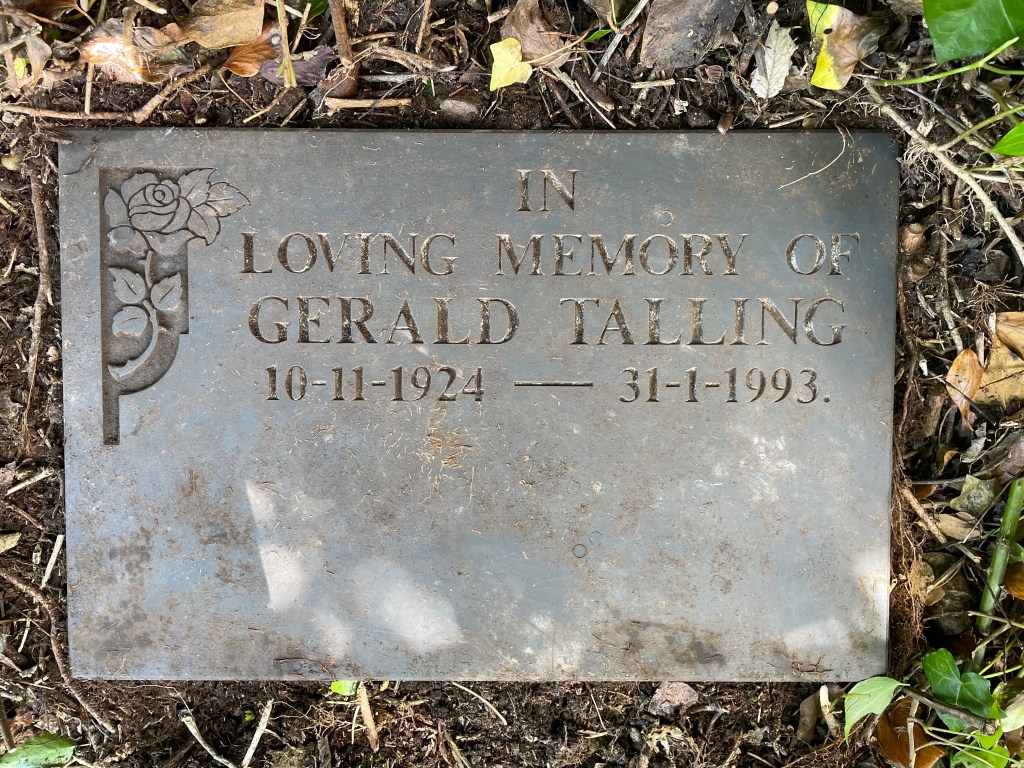 IN
LOVING MEMORY OF
GERALD TALLING
10-11-1924 — 31-1-1993.